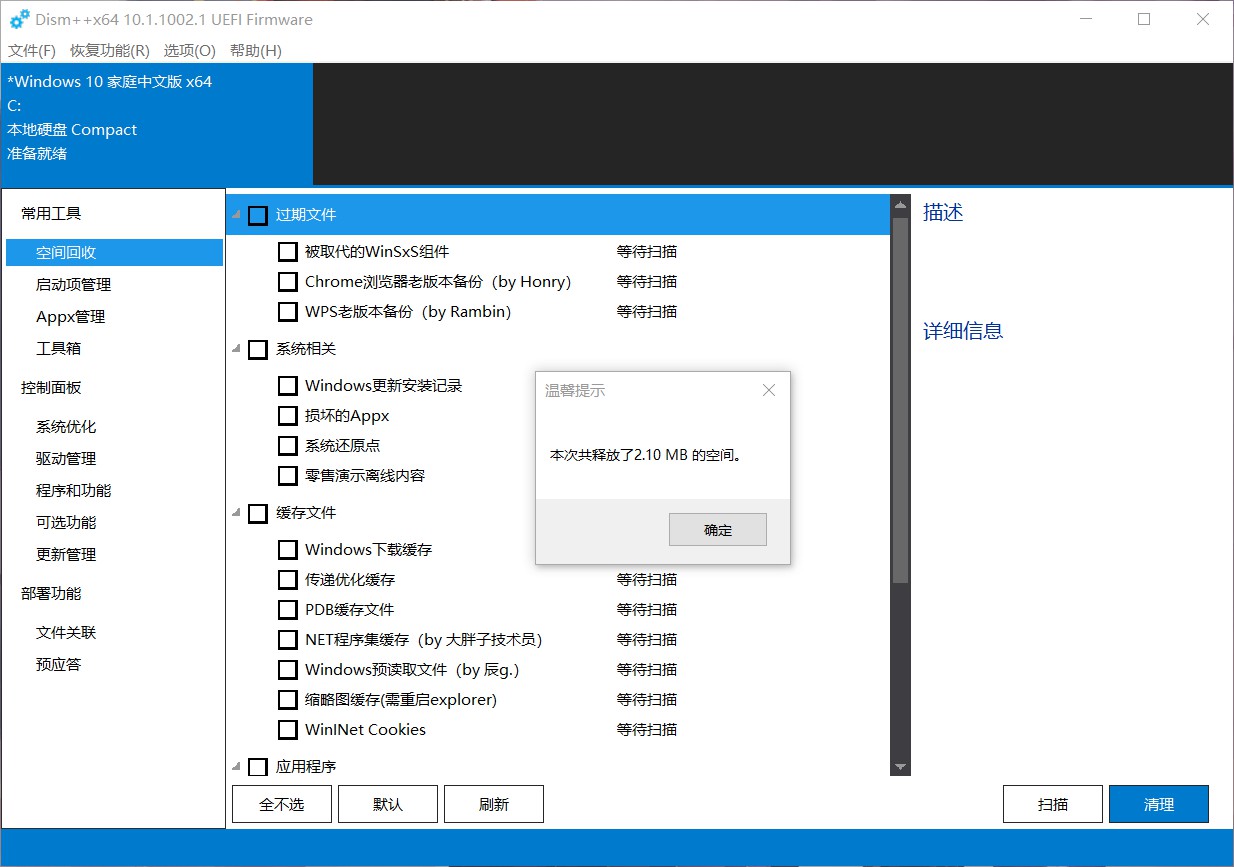 Dism++x64 10.1.1002.1 UEFI Firmware
文件(F) 恢复功能(R) 选项(O) 帮助(H)
*Windows 10 家庭中文版 x64
C:
本地硬盘 Compact
准备就绪
常用工具
空间回收
启动项管理
Appx管理
工具箱
控制面板
系统优化
驱动管理
程序和功能
可选功能
更新管理
部署功能
文件关联
预应答
过期文件
被取代的WinSxS组件 等待扫描
Chrome浏览器老版本备份（by Honry） 等待扫描
WPS老版本备份（by Rambin） 等待扫描
系统相关
Windows更新安装记录
损坏的Appx
系统还原点
零售演示离线内容
缓存文件
Windows下载缓存
传递优化缓存 等待扫描
PDB缓存文件 等待扫描
NET程序集缓存（by 大胖子技术员） 等待扫描
Windows预读取文件（by 辰g.） 等待扫描
缩略图缓存(需重启explorer) 等待扫描
WinINet Cookies 等待扫描
应用程序
全不选 默认 刷新
描述
详细信息
扫描 清理
温馨提示
本次共释放了2.10 MB 的空间。
确定